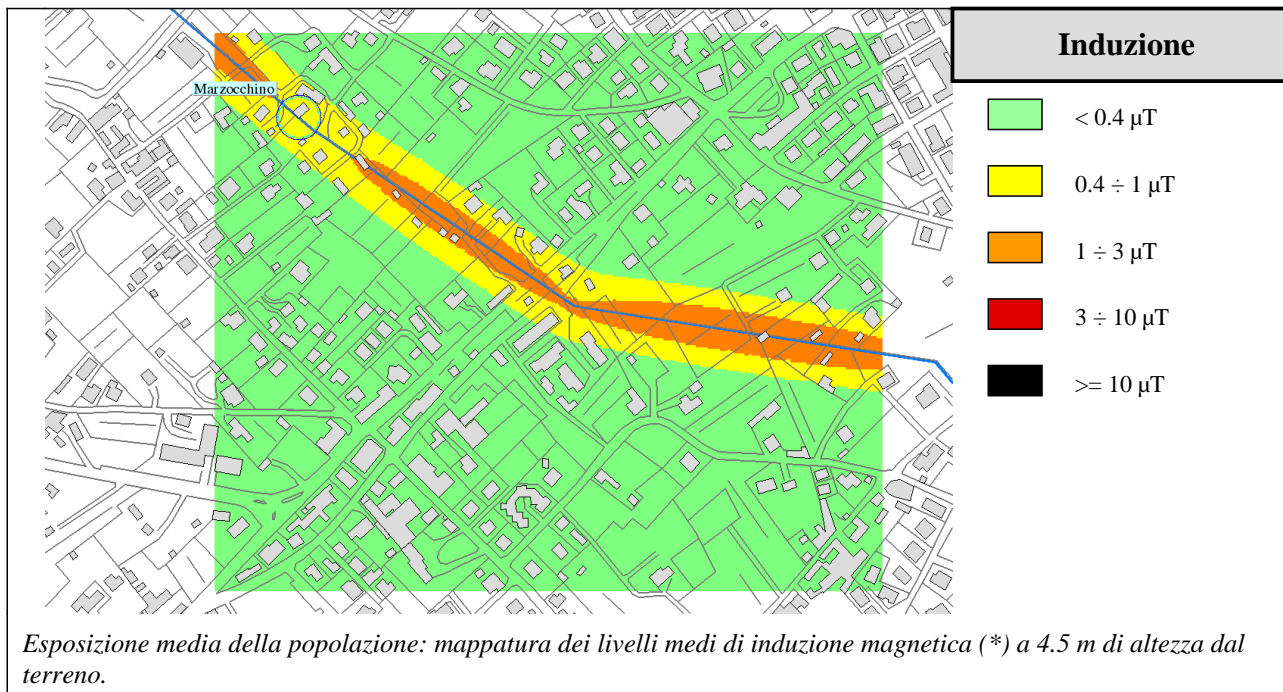 Marzocchino
Induzione
< 0.4 µT
0.4 ÷ 1 µT
1 ÷ 3 µT
3 ÷ 10 µT
>= 10 µT
Esposizione media della popolazione: mappatura dei livelli medi di induzione magnetica (*) a 4.5 m di altezza dal
terreno.